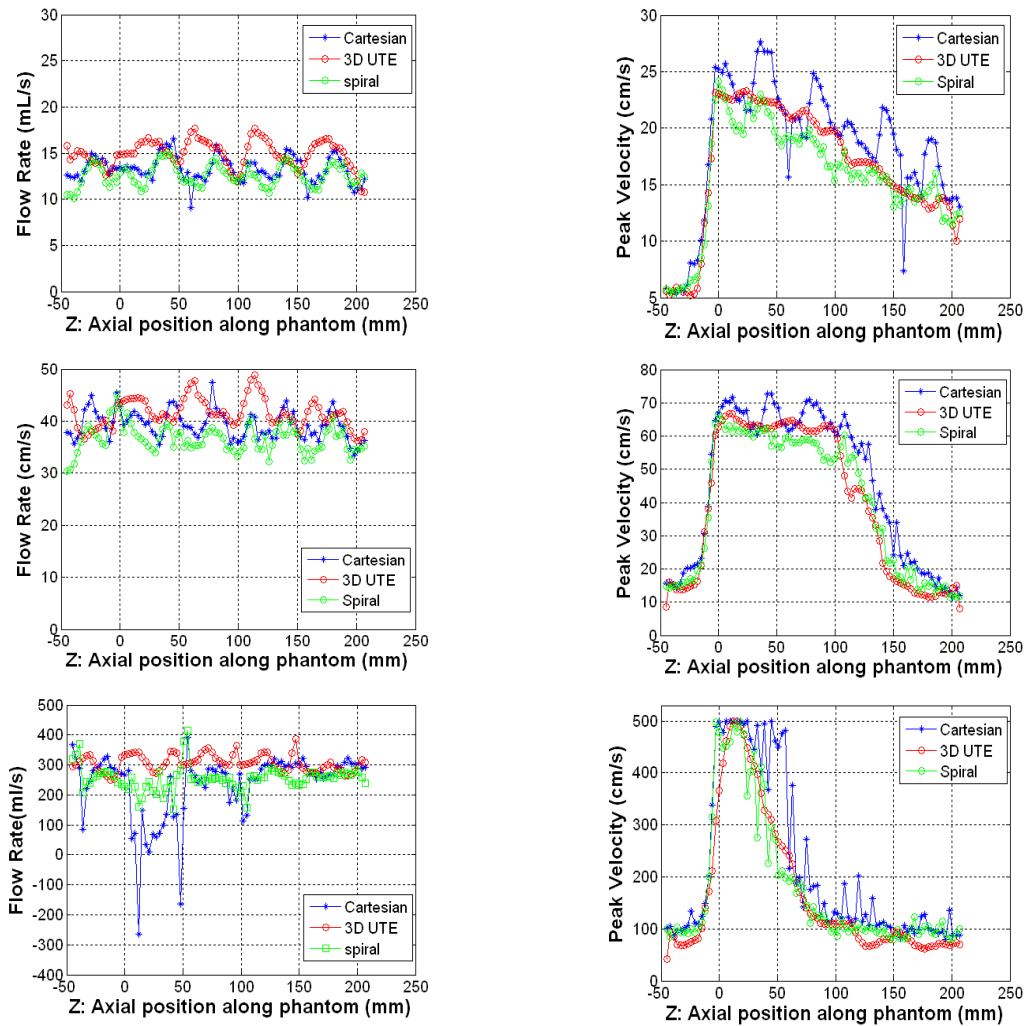 Flow Rate (mL/s)
30
25
20
15
10
5
0
-50 0 50 100 150 200 250
Z: Axial position along phantom (mm)
Cartesian
3D UTE
spiral
Peak Velocity (cm/s)
30
25
20
15
10
5
-50 0 50 100 150 200 250
Z: Axial position along phantom (mm)
Cartesian
3D UTE
Spiral
Flow Rate (cm/s)
50
40
30
20
10
0
-50 0 50 100 150 200 250
Z: Axial position along phantom (mm)
Cartesian
3D UTE
Spiral
Peak Velocity (cm/s)
80
70
60
50
40
30
20
10
0
-50 0 50 100 150 200 250
Z: Axial position along phantom (mm)
Cartesian
3D UTE
Spiral
Flow Rate(ml/s)
500
400
300
200
100
0
-100
-200
-300
-400
-50 0 50 100 150 200 250
Z: Axial position along phantom (mm)
Cartesian
3D UTE
spiral
Peak Velocity (cm/s)
500
400
300
200
100
0
-50 0 50 100 150 200 250
Z: Axial position along phantom (mm)
Cartesian
3D UTE
Spiral